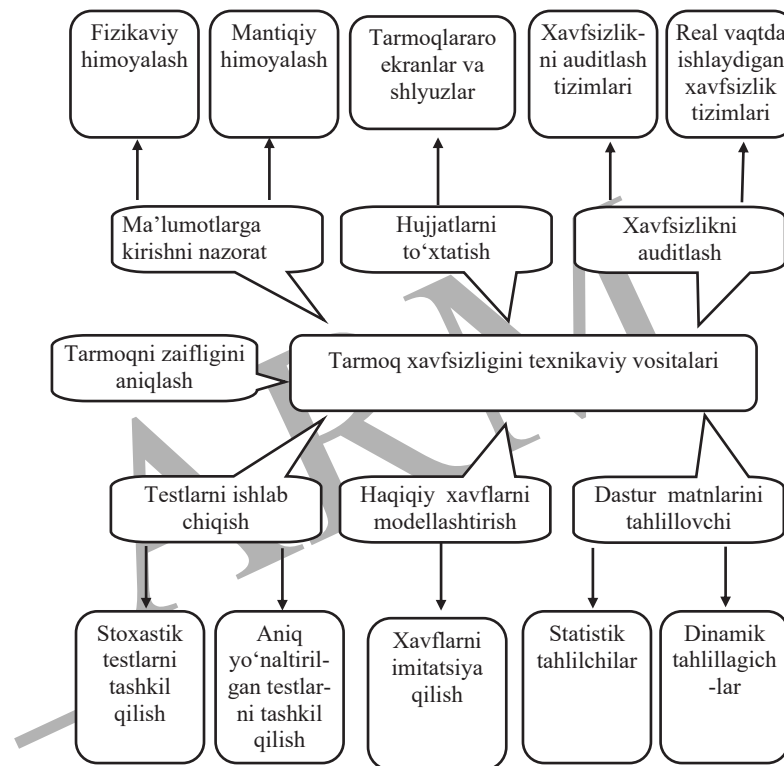 Fizikaviy
himoyalash
Mantiqiy
himoyalash
Tarmoqlararo
ekranlar va
shlyuzlar
Xavfsizlik-
ni auditlash
tizimlari
Real vaqtda
ishlaydigan
xavfsizlik
tizimlari
Ma’lumotlarga
kirishni nazorat
Hujjatlarni
to‘xtatish
Xavfsizlikni
auditlash
Tarmoqni zaifligini
aniqlash
Tarmoq xavfsizligini texnikaviy vositalari
Testlarni ishlab
chiqish
Haqiqiy xavflarni
modellashtirish
Dastur matnlarini
tahlillovchi
Stoxastik
testlarni
tashkil
qilish
Aniq
yo‘naltiril-
gan testlar-
ni tashkil
qilish
Xavflarni
imitatsiya
qilish
Statistik
tahlilchilar
Dinamik
tahlillagich
-lar
ARM